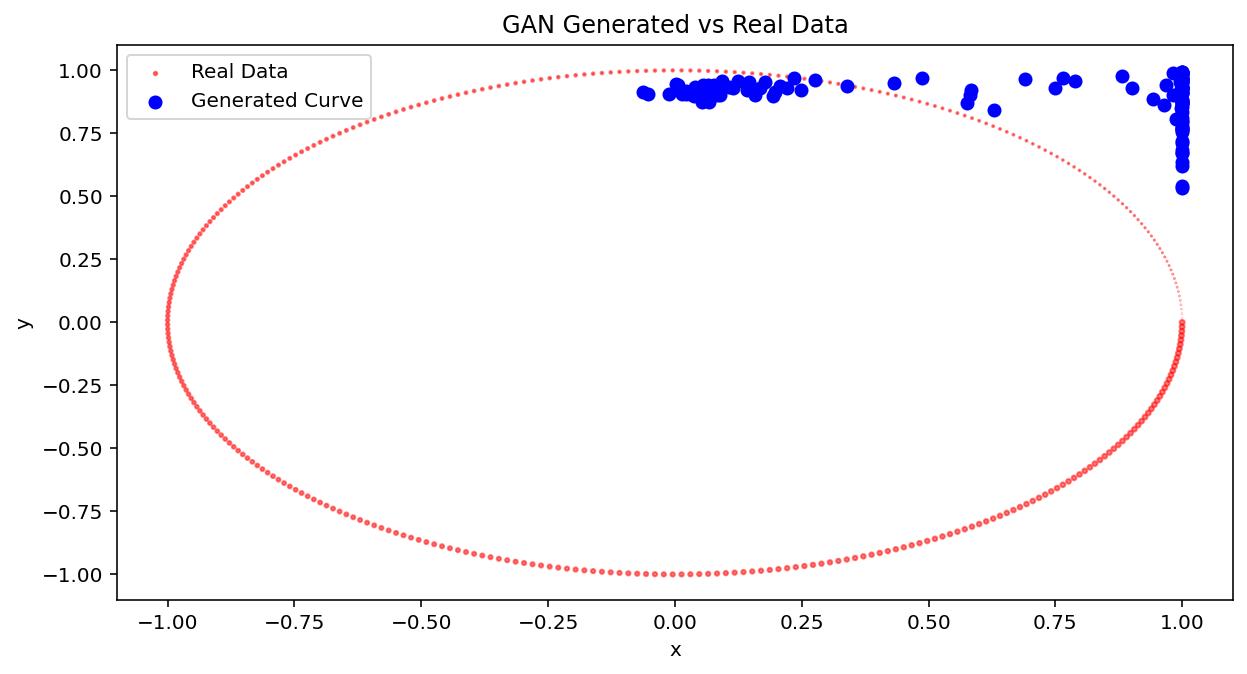 GAN Generated vs Real Data
Real Data
Generated Curve
1.00
0.75
0.50
0.25
0.00
−0.25
−0.50
−0.75
−1.00
y
−1.00 −0.75 −0.50 −0.25 0.00 0.25 0.50 0.75 1.00
x